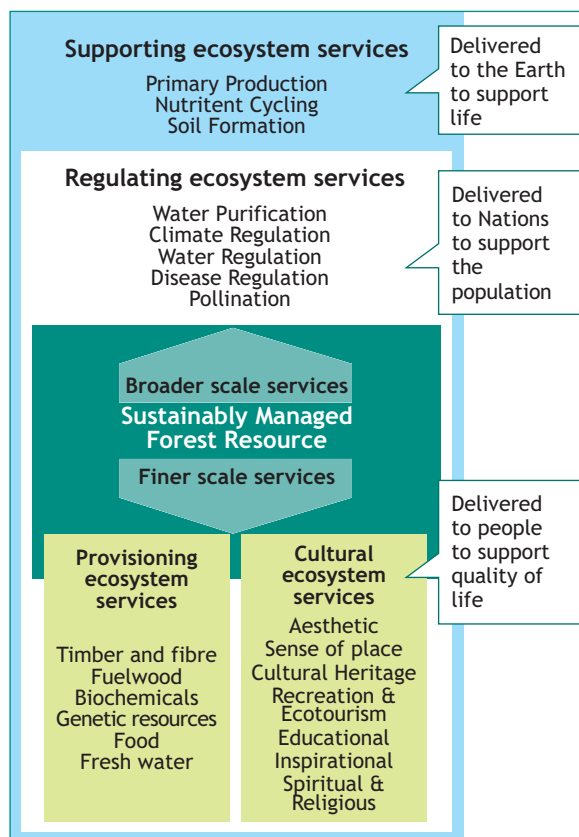 Supporting ecosystem services
Primary Production
Nutritent Cycling
Soil Formation
Delivered
to the Earth
to support
life
Regulating ecosystem services
Water Purification
Climate Regulation
Water Regulation
Disease Regulation
Pollination
Delivered
to Nations
to support
the
population
Broader scale services
Sustainably Managed
Forest Resource
Finer scale services
Delivered
to people
to support
quality of
life
Provisioning
ecosystem
services
Timber and fibre
Fuelwood
Biochemicals
Genetic resources
Food
Fresh water
Cultural
ecosystem
services
Aesthetic
Sense of place
Cultural Heritage
Recreation &
Ecotourism
Educational
Inspirational
Spiritual &
Religious